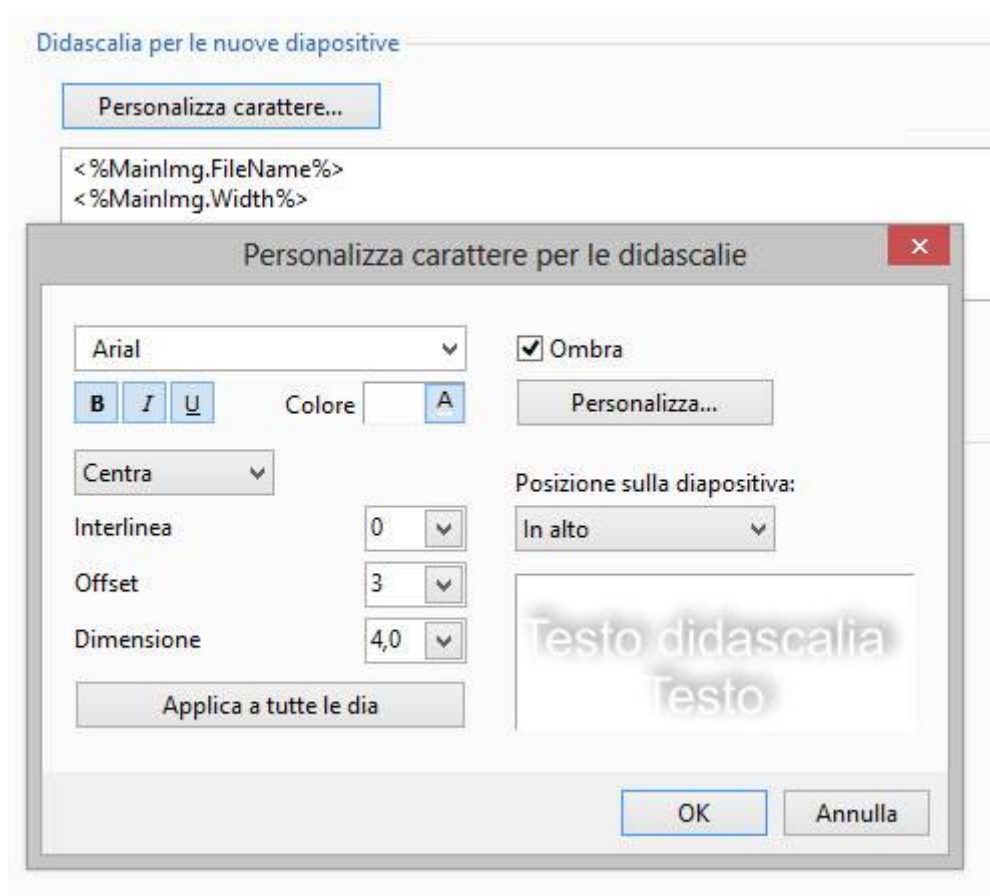 Didascalia per le nuove diapositive
Personalizza carattere...
<%MainImg.FileName%>
<%MainImg.Width%>
Personalizza carattere per le didascalie
Arial
Ombra
B I U Colore A
Personalizza...
Centra
Posizione sulla diapositiva:
Interlinea 0
In alto
Offset 3
Dimensione 4,0
Testo didascalia
Testo
Applica a tutte le dia
OK Annulla